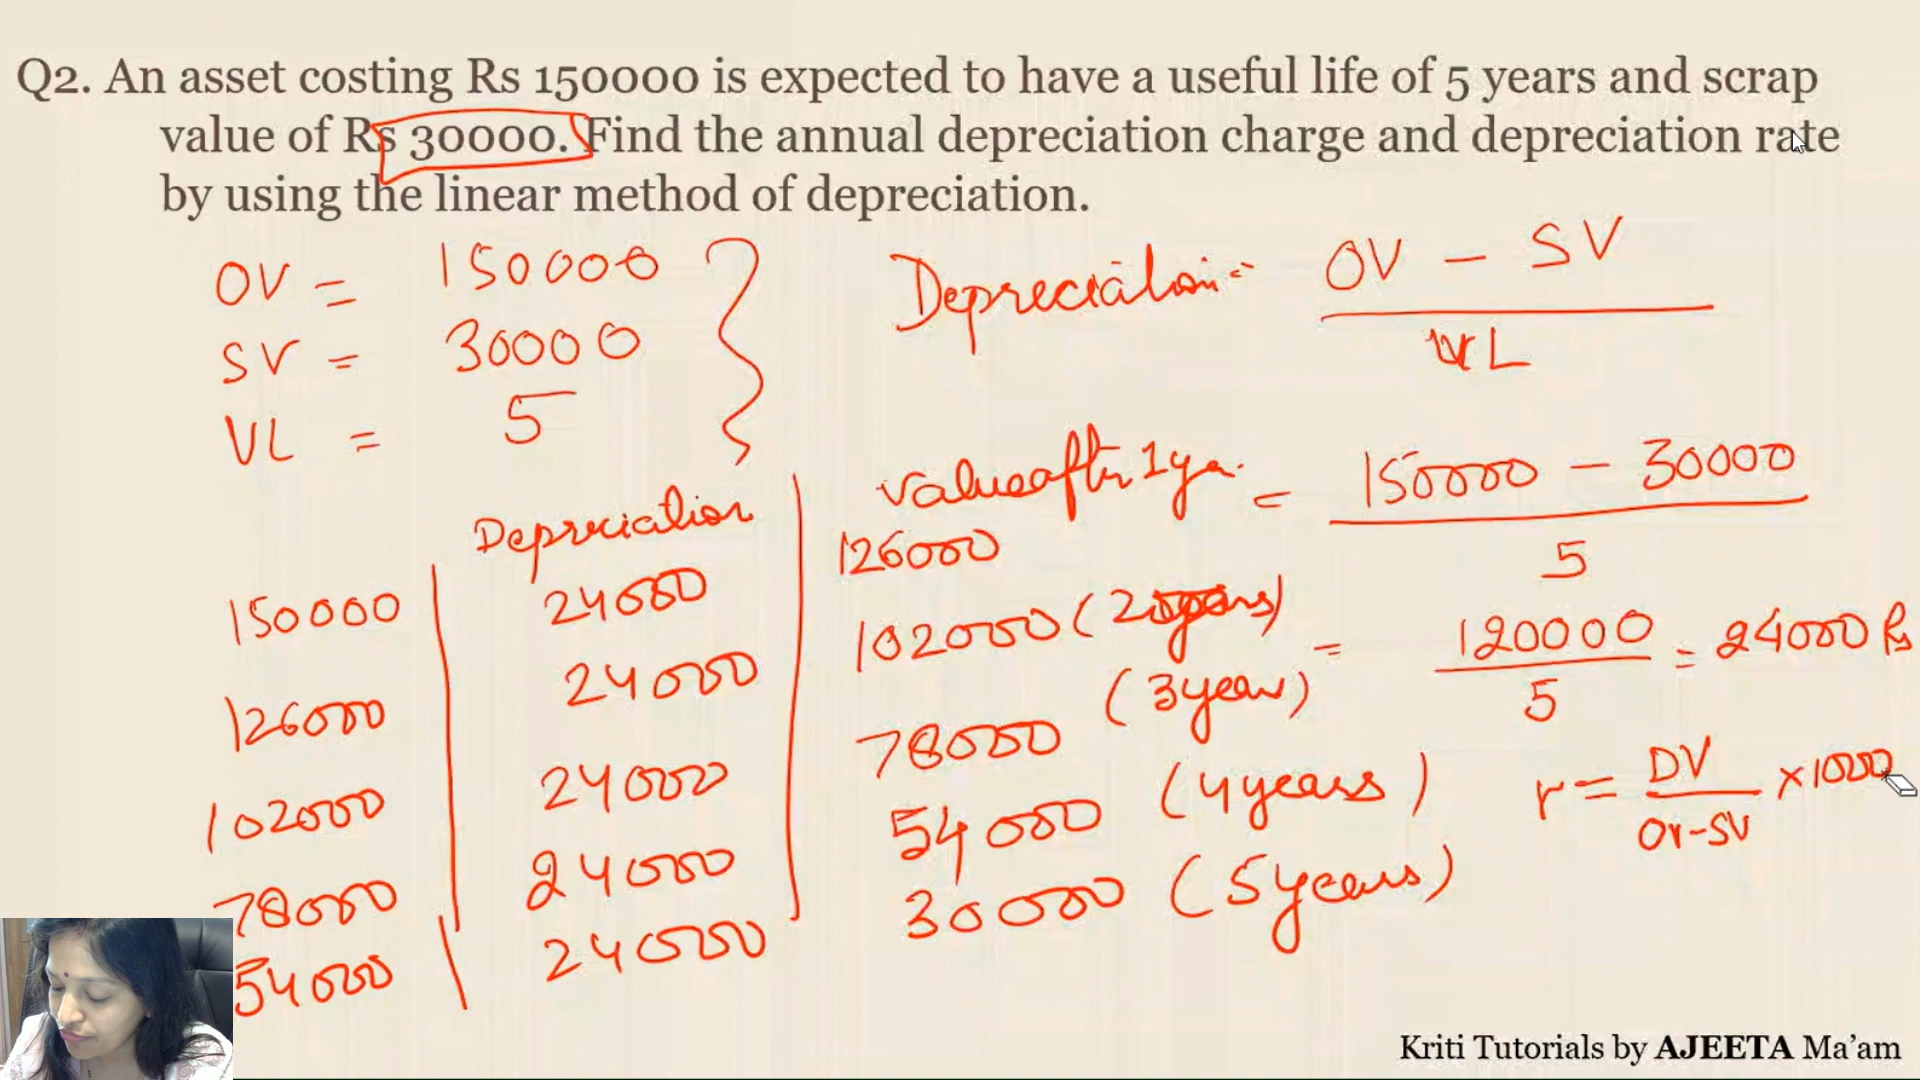 Q2. An asset costing Rs 150000 is expected to have a useful life of 5 years and scrap
value of Rs 30000. Find the annual depreciation charge and depreciation rate
by using the linear method of depreciation.
OV = 150000
SV = 30000
VL = 5
Depreciation = OV - SV
UL
= 150000 - 30000
5
= 120000 = 24000 Rs
5
r = DV × 1000
OV-SV
Depreciation
Value after 1 year
150000 | 24000 | 126000
126000 | 24000 | 102000 (2 years)
102000 | 24000 | 78000 (3 year)
78000 | 24000 | 54000 (4 years)
54000 | 24000 30000 (5 years)
Kriti Tutorials by AJEETA Ma'am